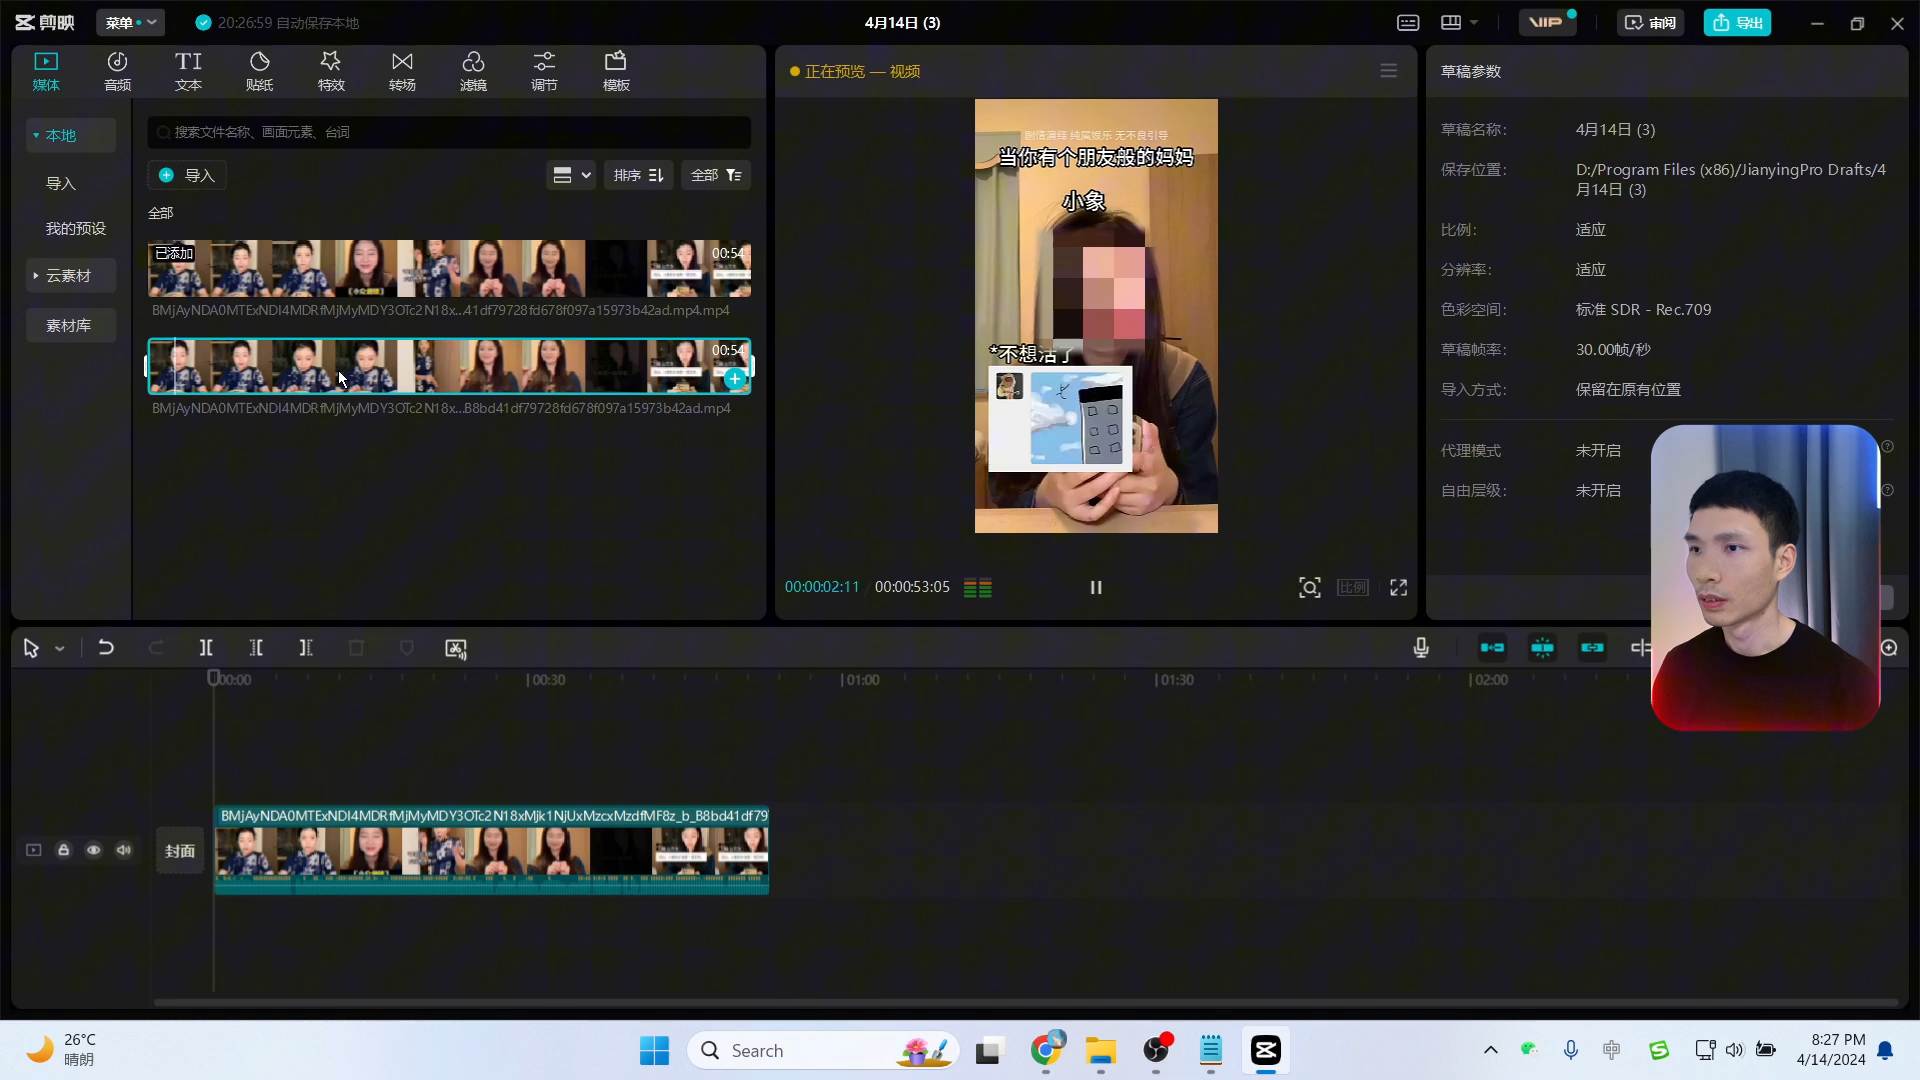 剪映
菜单
20:26:59 自动保存本地
4月14日 (3)
VIP
审阅
导出
媒体
音频
文本
贴纸
特效
转场
滤镜
调节
模板
本地
导入
我的预设
云素材
素材库
搜索文件名称、画面元素、台词
导入
排序
全部
全部
已添加
00:54
BMjAyNDA0MTExNDI4MDRfMjMyMDY3OTc2N18x...41df79728fd678f097a15973b42ad.mp4.mp4
00:54
BMjAyNDA0MTExNDI4MDRfMjMyMDY3OTc2N18x...B8bd41df79728fd678f097a15973b42ad.mp4
正在预览 — 视频
剧情演绎 纯属娱乐 无不良引导
当你有个朋友般的妈妈
小象
*不想活了
00:00:02:11
00:00:53:05
比例
草稿参数
草稿名称：
4月14日 (3)
保存位置：
D:/Program Files (x86)/JianyingPro Drafts/4
月14日 (3)
比例：
适应
分辨率：
适应
色彩空间：
标准 SDR - Rec.709
草稿帧率：
30.00帧/秒
导入方式：
保留在原有位置
代理模式
未开启
自由层级：
未开启
00:00
00:30
01:00
01:30
02:00
封面
BMjAyNDA0MTExNDI4MDRfMjMyMDY3OTc2N18xMjk1NjUxMzcxMzdfMF8z_b_B8bd41df79
26°C
晴朗
Search
中
8:27 PM
4/14/2024